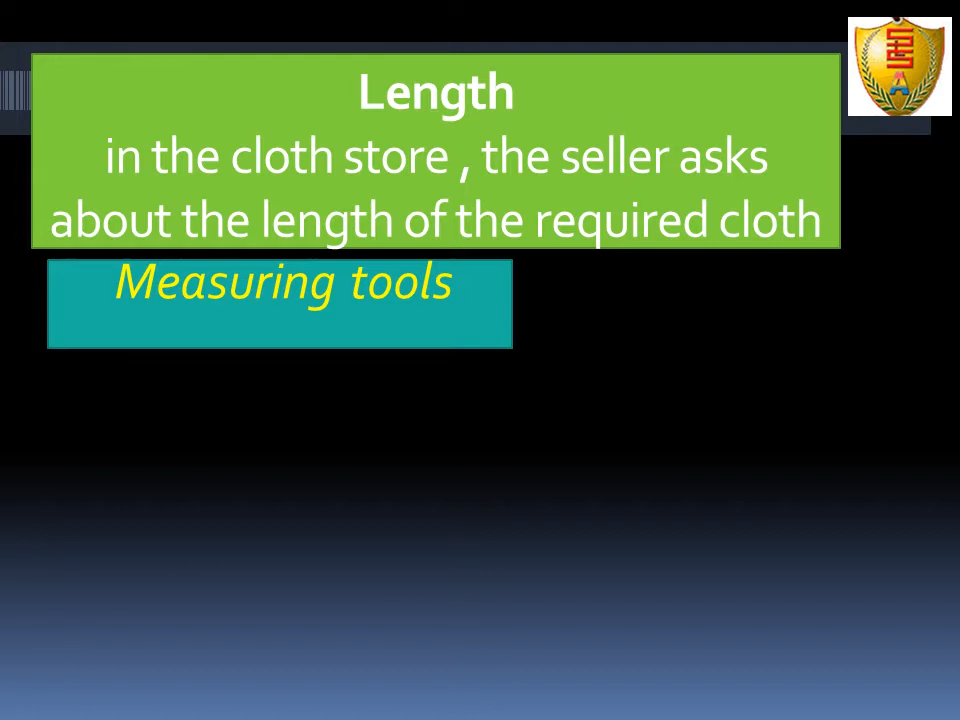 Length
in the cloth store , the seller asks
about the length of the required cloth
Measuring tools